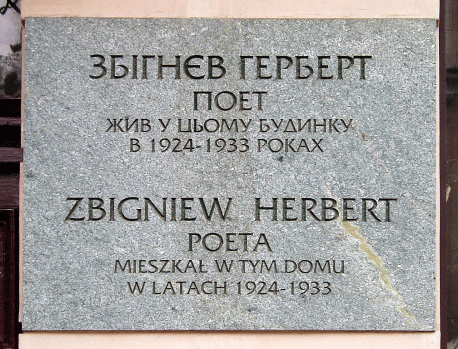 ЗБІГНЄВ ГЕРБЕРТ
ПОЕТ
ЖИВ У ЦЬОМУ БУДИНКУ
В 1924-1933 РОКАХ
ZBIGNIEW HERBERT
POETA
MIESZKAŁ W TYM DOMU
W LATACH 1924-1933